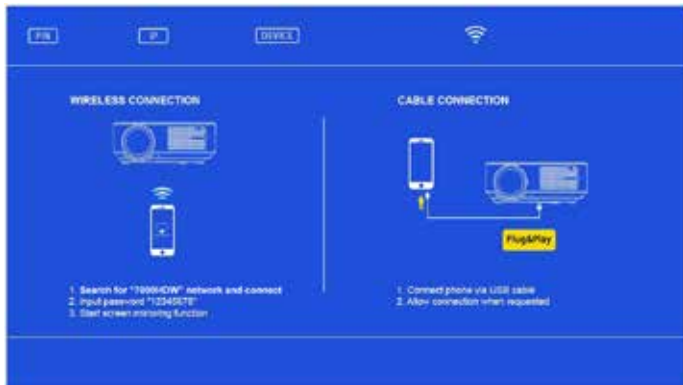 PIN
IP
DEVICE
WIRELESS CONNECTION
CABLE CONNECTION
Plug&Play
1. Search for "7000HDW" network and connect
2. Input password "12345678"
3. Start screen mirroring function
1. Connect phone via USB cable
2. Allow connection when requested